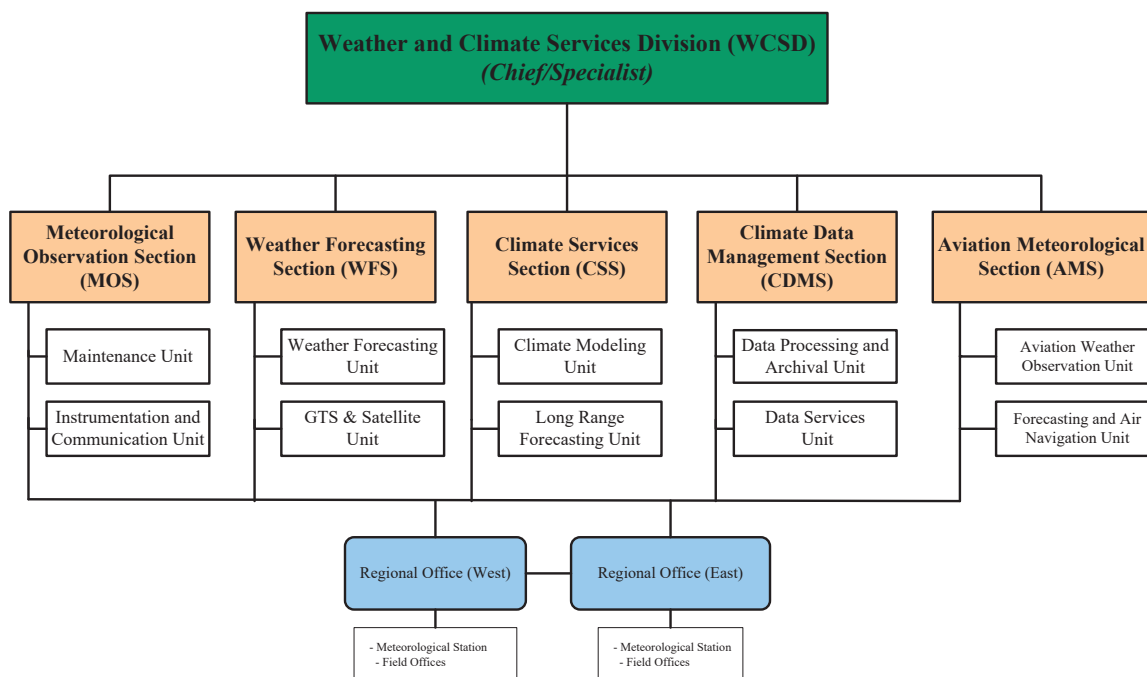 Weather and Climate Services Division (WCSD)
(Chief/Specialist)
Meteorological
Observation Section
(MOS)
Weather Forecasting
Section (WFS)
Climate Services
Section (CSS)
Climate Data
Management Section
(CDMS)
Aviation Meteorological
Section (AMS)
Maintenance Unit
Weather Forecasting
Unit
Climate Modeling
Unit
Data Processing and
Archival Unit
Aviation Weather
Observation Unit
Instrumentation and
Communication Unit
GTS & Satellite
Unit
Long Range
Forecasting Unit
Data Services
Unit
Forecasting and Air
Navigation Unit
Regional Office (West)
Regional Office (East)
- Meteorological Station
- Field Offices
- Meteorological Station
- Field Offices